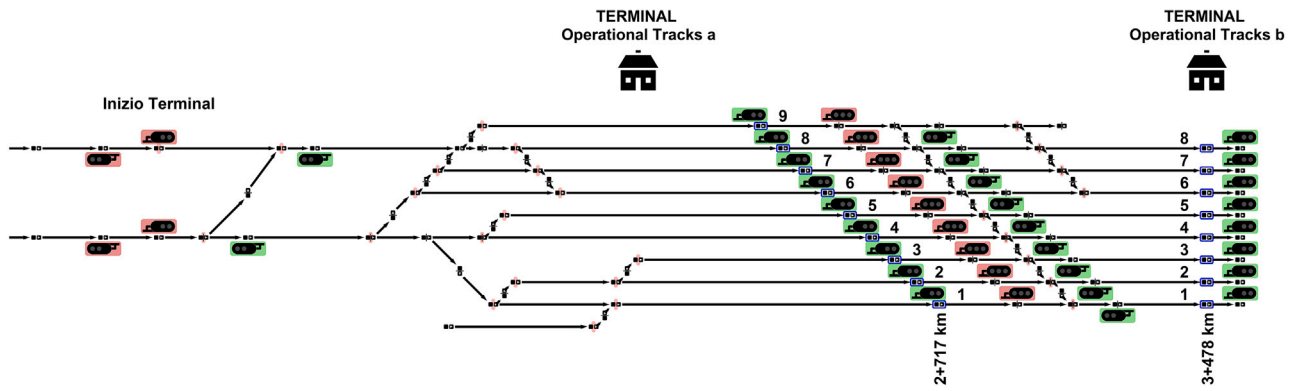 TERMINAL
Operational Tracks a
TERMINAL
Operational Tracks b
Inizio Terminal
9
8
8
7
7
6
6
5
5
4
4
3
3
2
2
1
1
2+717 km
3+478 km